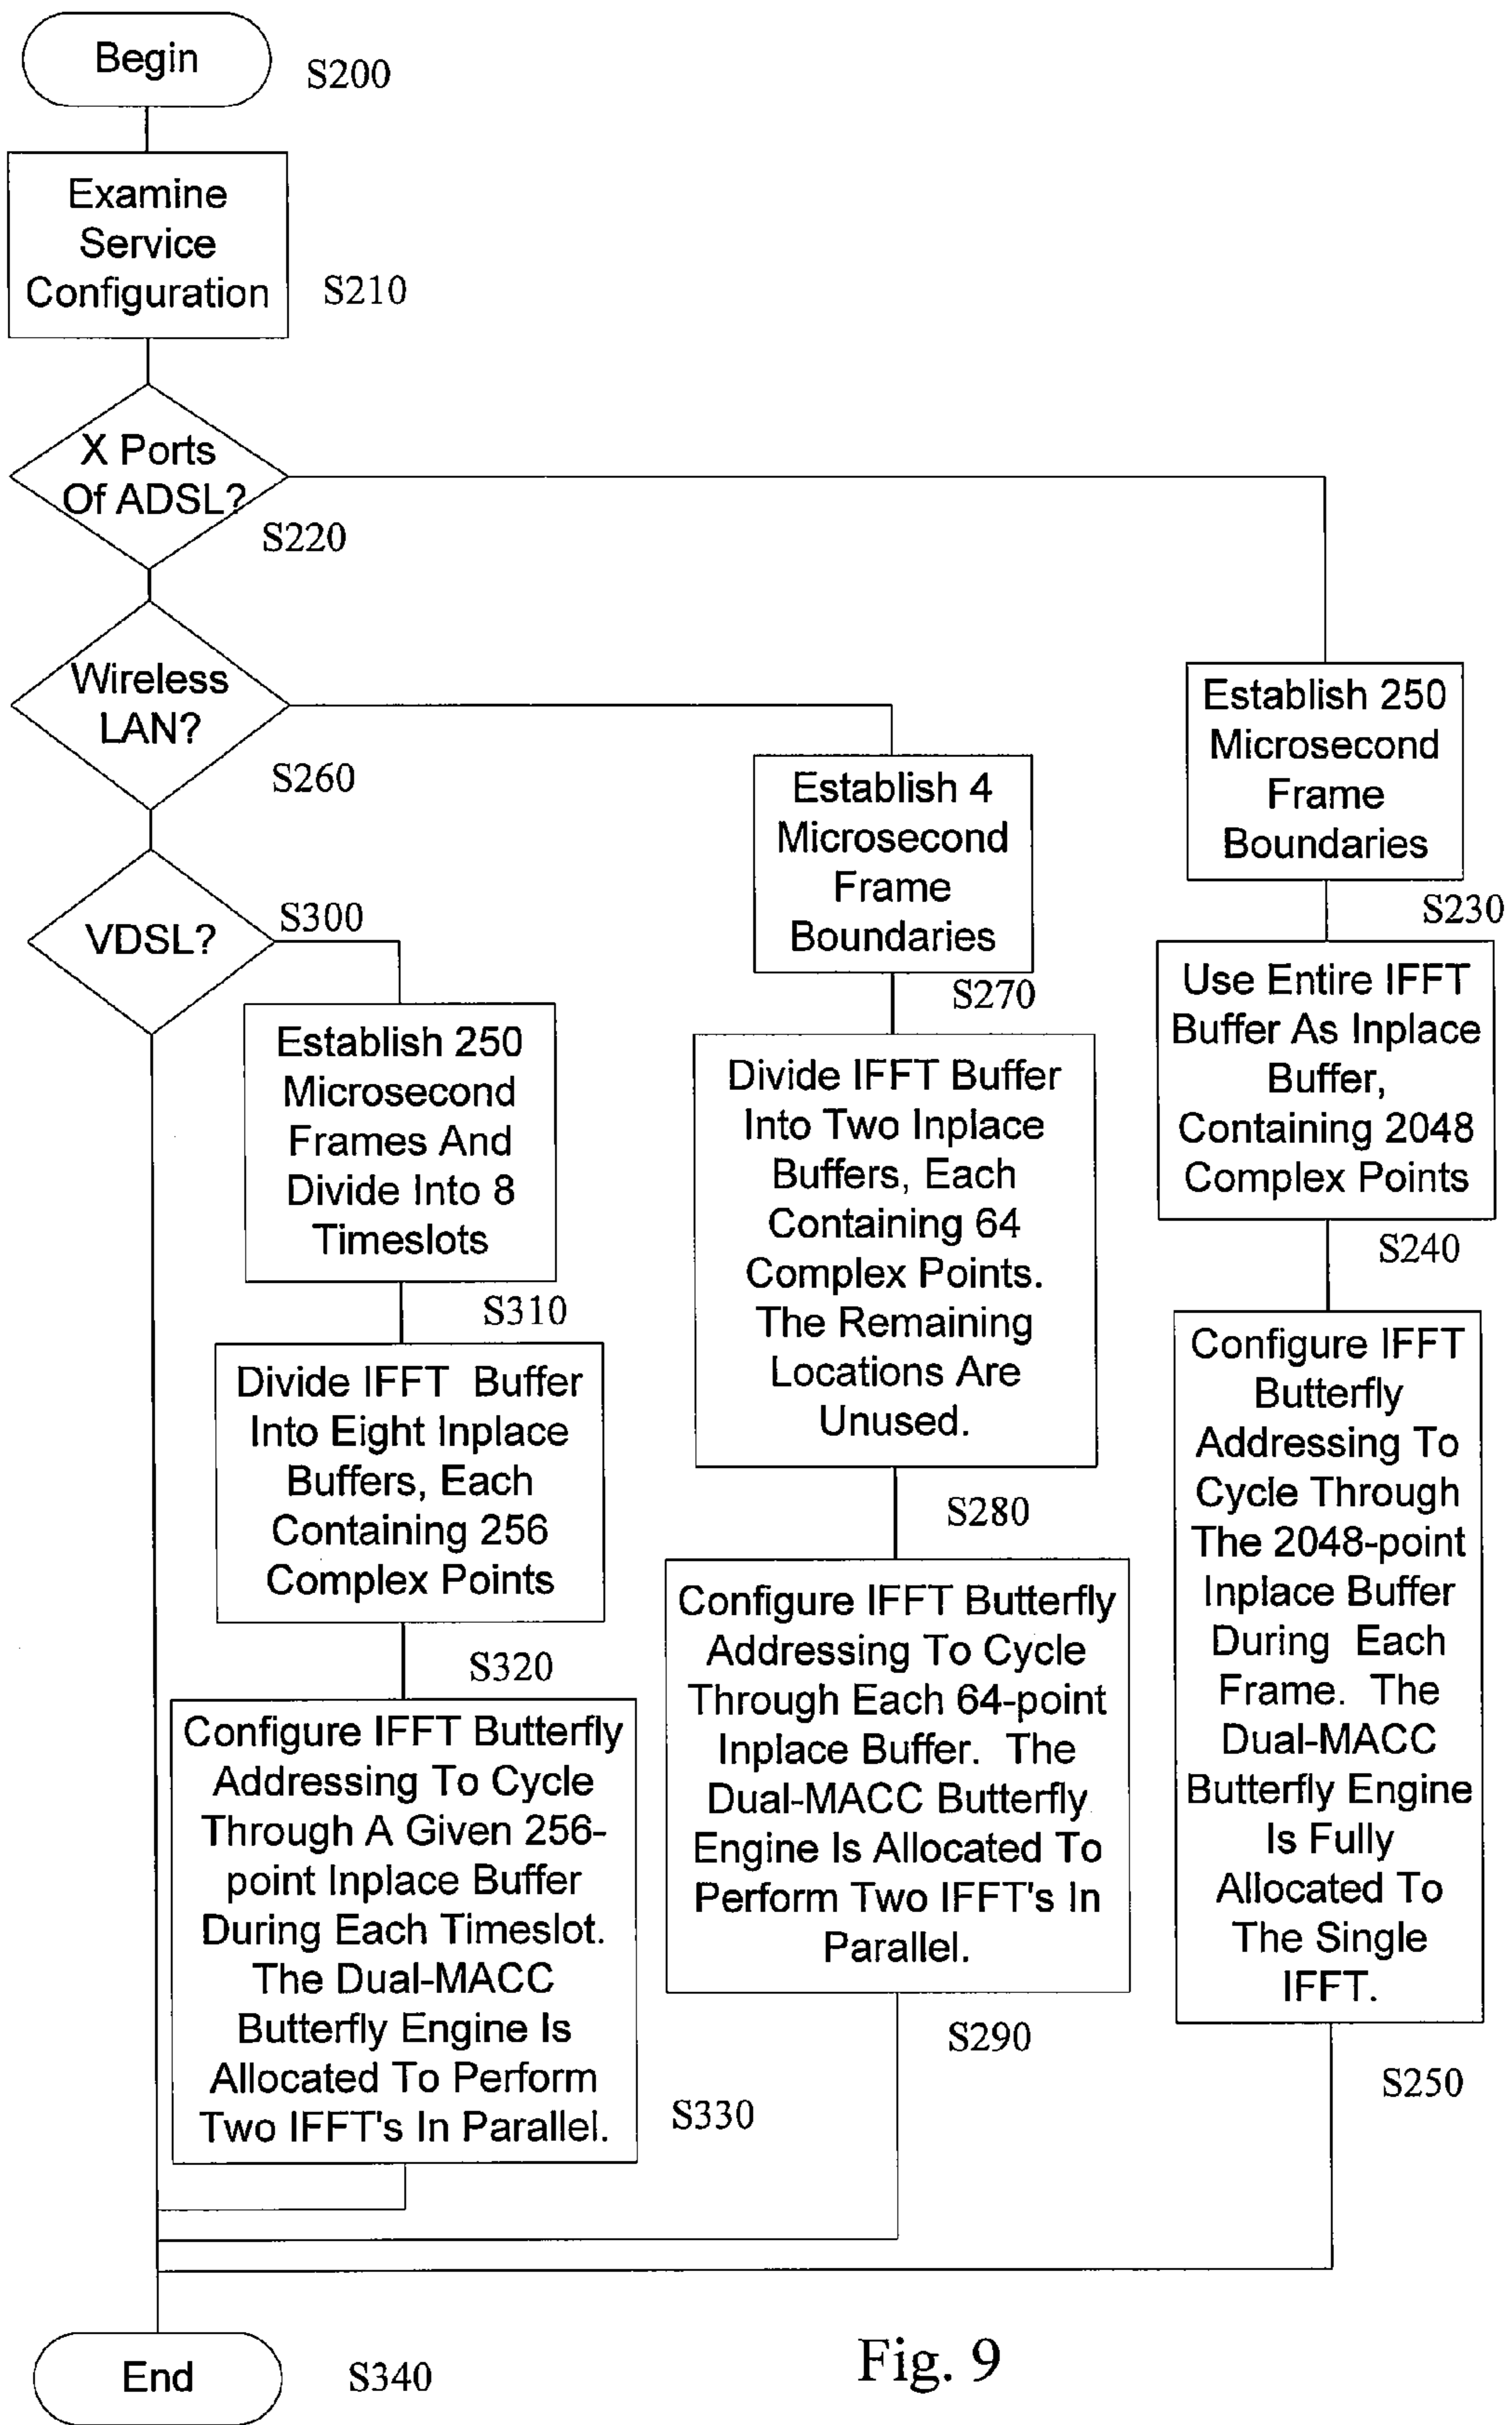 Begin
S200
Examine
Service
Configuration
S210
X Ports
Of ADSL?
S220
Wireless
LAN?
S260
VDSL?
S300
Establish 250
Microsecond
Frames And
Divide Into 8
Timeslots
S310
Divide IFFT Buffer
Into Eight Inplace
Buffers, Each
Containing 256
Complex Points
S320
Configure IFFT Butterfly
Addressing To Cycle
Through A Given 256-
point Inplace Buffer
During Each Timeslot.
The Dual-MACC
Butterfly Engine Is
Allocated To Perform
Two IFFT's In Parallel.
S330
Establish 4
Microsecond
Frame
Boundaries
S270
Divide IFFT Buffer
Into Two Inplace
Buffers, Each
Containing 64
Complex Points.
The Remaining
Locations Are
Unused.
S280
Configure IFFT Butterfly
Addressing To Cycle
Through Each 64-point
Inplace Buffer. The
Dual-MACC Butterfly
Engine Is Allocated To
Perform Two IFFT's In
Parallel.
S290
Establish 250
Microsecond
Frame
Boundaries
S230
Use Entire IFFT
Buffer As Inplace
Buffer,
Containing 2048
Complex Points
S240
Configure IFFT
Butterfly
Addressing To
Cycle Through
The 2048-point
Inplace Buffer
During Each
Frame. The
Dual-MACC
Butterfly Engine
Is Fully
Allocated To
The Single
IFFT.
S250
End
S340
Fig. 9